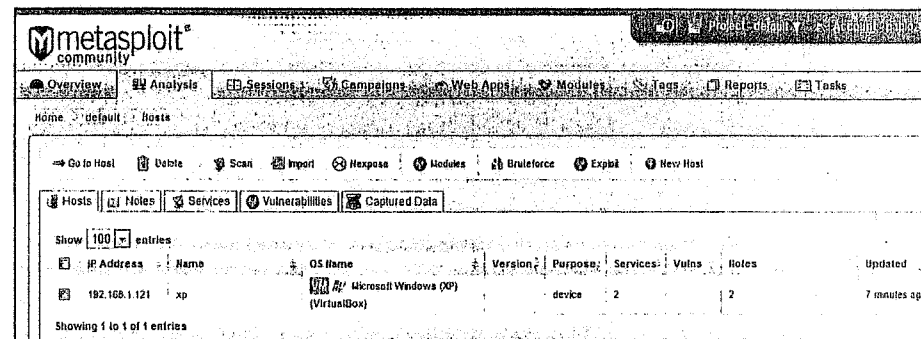 metasploit®
community
Overview Analysis Sessions Campaigns Web Apps Modules Tags Reports Tasks
Home default Hosts
Go to Host Delete Scan Import Nexpose Modules Bruteforce Exploit New Host
Hosts Notes Services Vulnerabilities Captured Data
Show 100 entries
IP Address Name OS Name Version Purpose Services Vulns Notes Updated
192.168.1.121 xp Microsoft Windows (XP) device 2 2 7 minutes ag
(VirtualBox)
Showing 1 to 1 of 1 entries